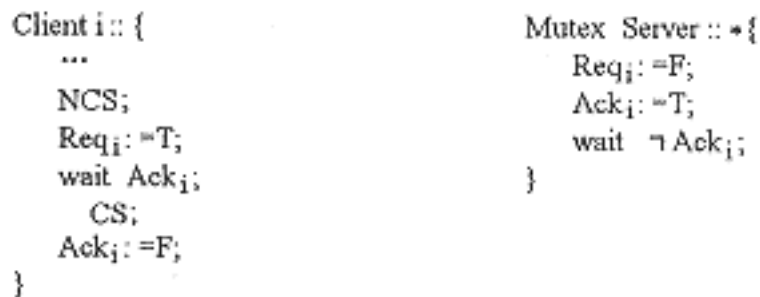 Client i :: {
...
NCS;
Reqi: =T;
wait Acki;
CS;
Acki: =F;
}
Mutex Server :: *{
Reqi: =F;
Acki: =T;
wait ¬ Acki;
}